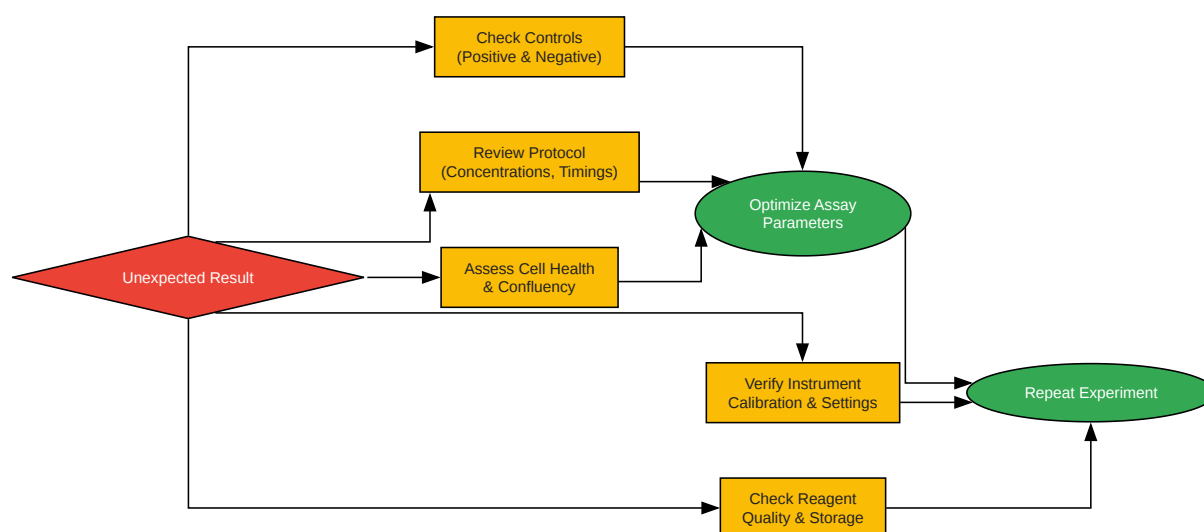 Check Controls
(Positive & Negative)
Review Protocol
(Concentrations, Timings)
Optimize Assay
Parameters
Unexpected Result
Assess Cell Health
& Confluency
Verify Instrument
Calibration & Settings
Repeat Experiment
Check Reagent
Quality & Storage